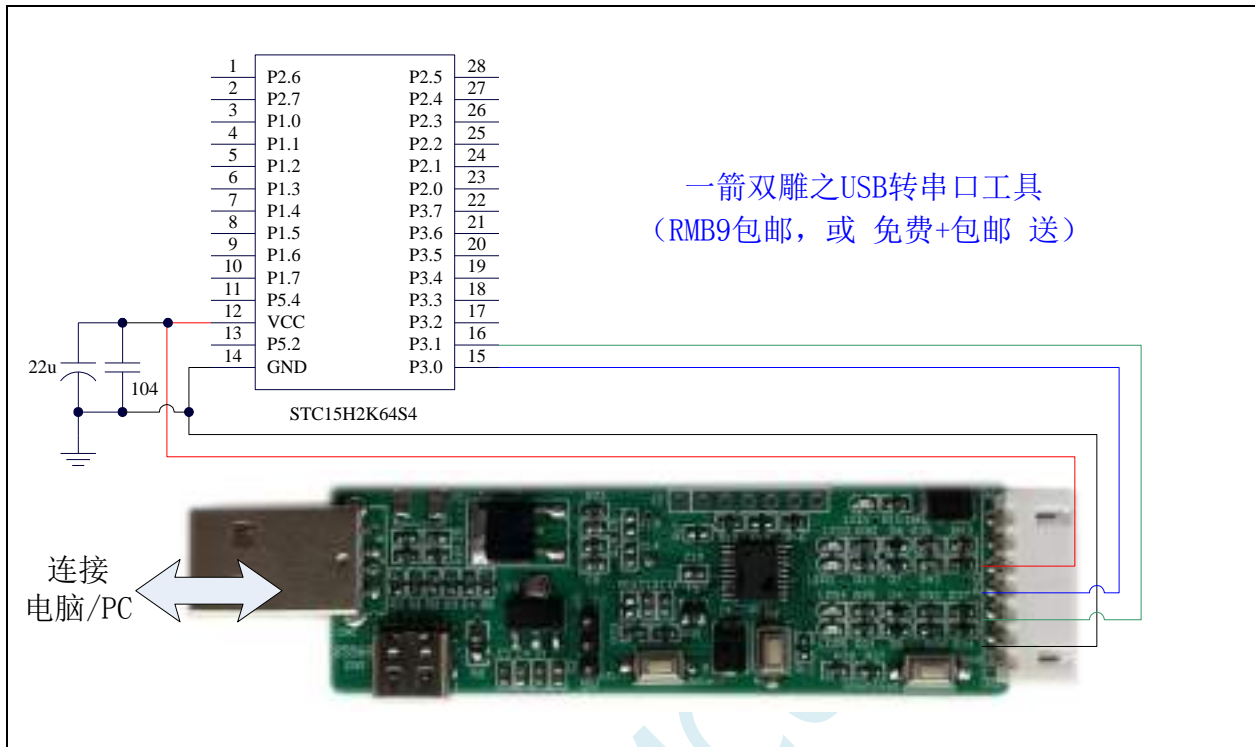 1 P2.6 P2.5 28
2 P2.7 P2.4 27
3 P1.0 P2.3 26
4 P1.1 P2.2 25
5 P1.2 P2.1 24
6 P1.3 P2.0 23
7 P1.4 P3.7 22
8 P1.5 P3.6 21
9 P1.6 P3.5 20
10 P1.7 P3.4 19
11 P5.4 P3.3 18
12 VCC P3.2 17
13 P5.2 P3.1 16
14 GND P3.0 15
STC15H2K64S4
22u
104
一箭双雕之USB转串口工具
（RMB9包邮，或 免费+包邮 送）
连接
电脑/PC